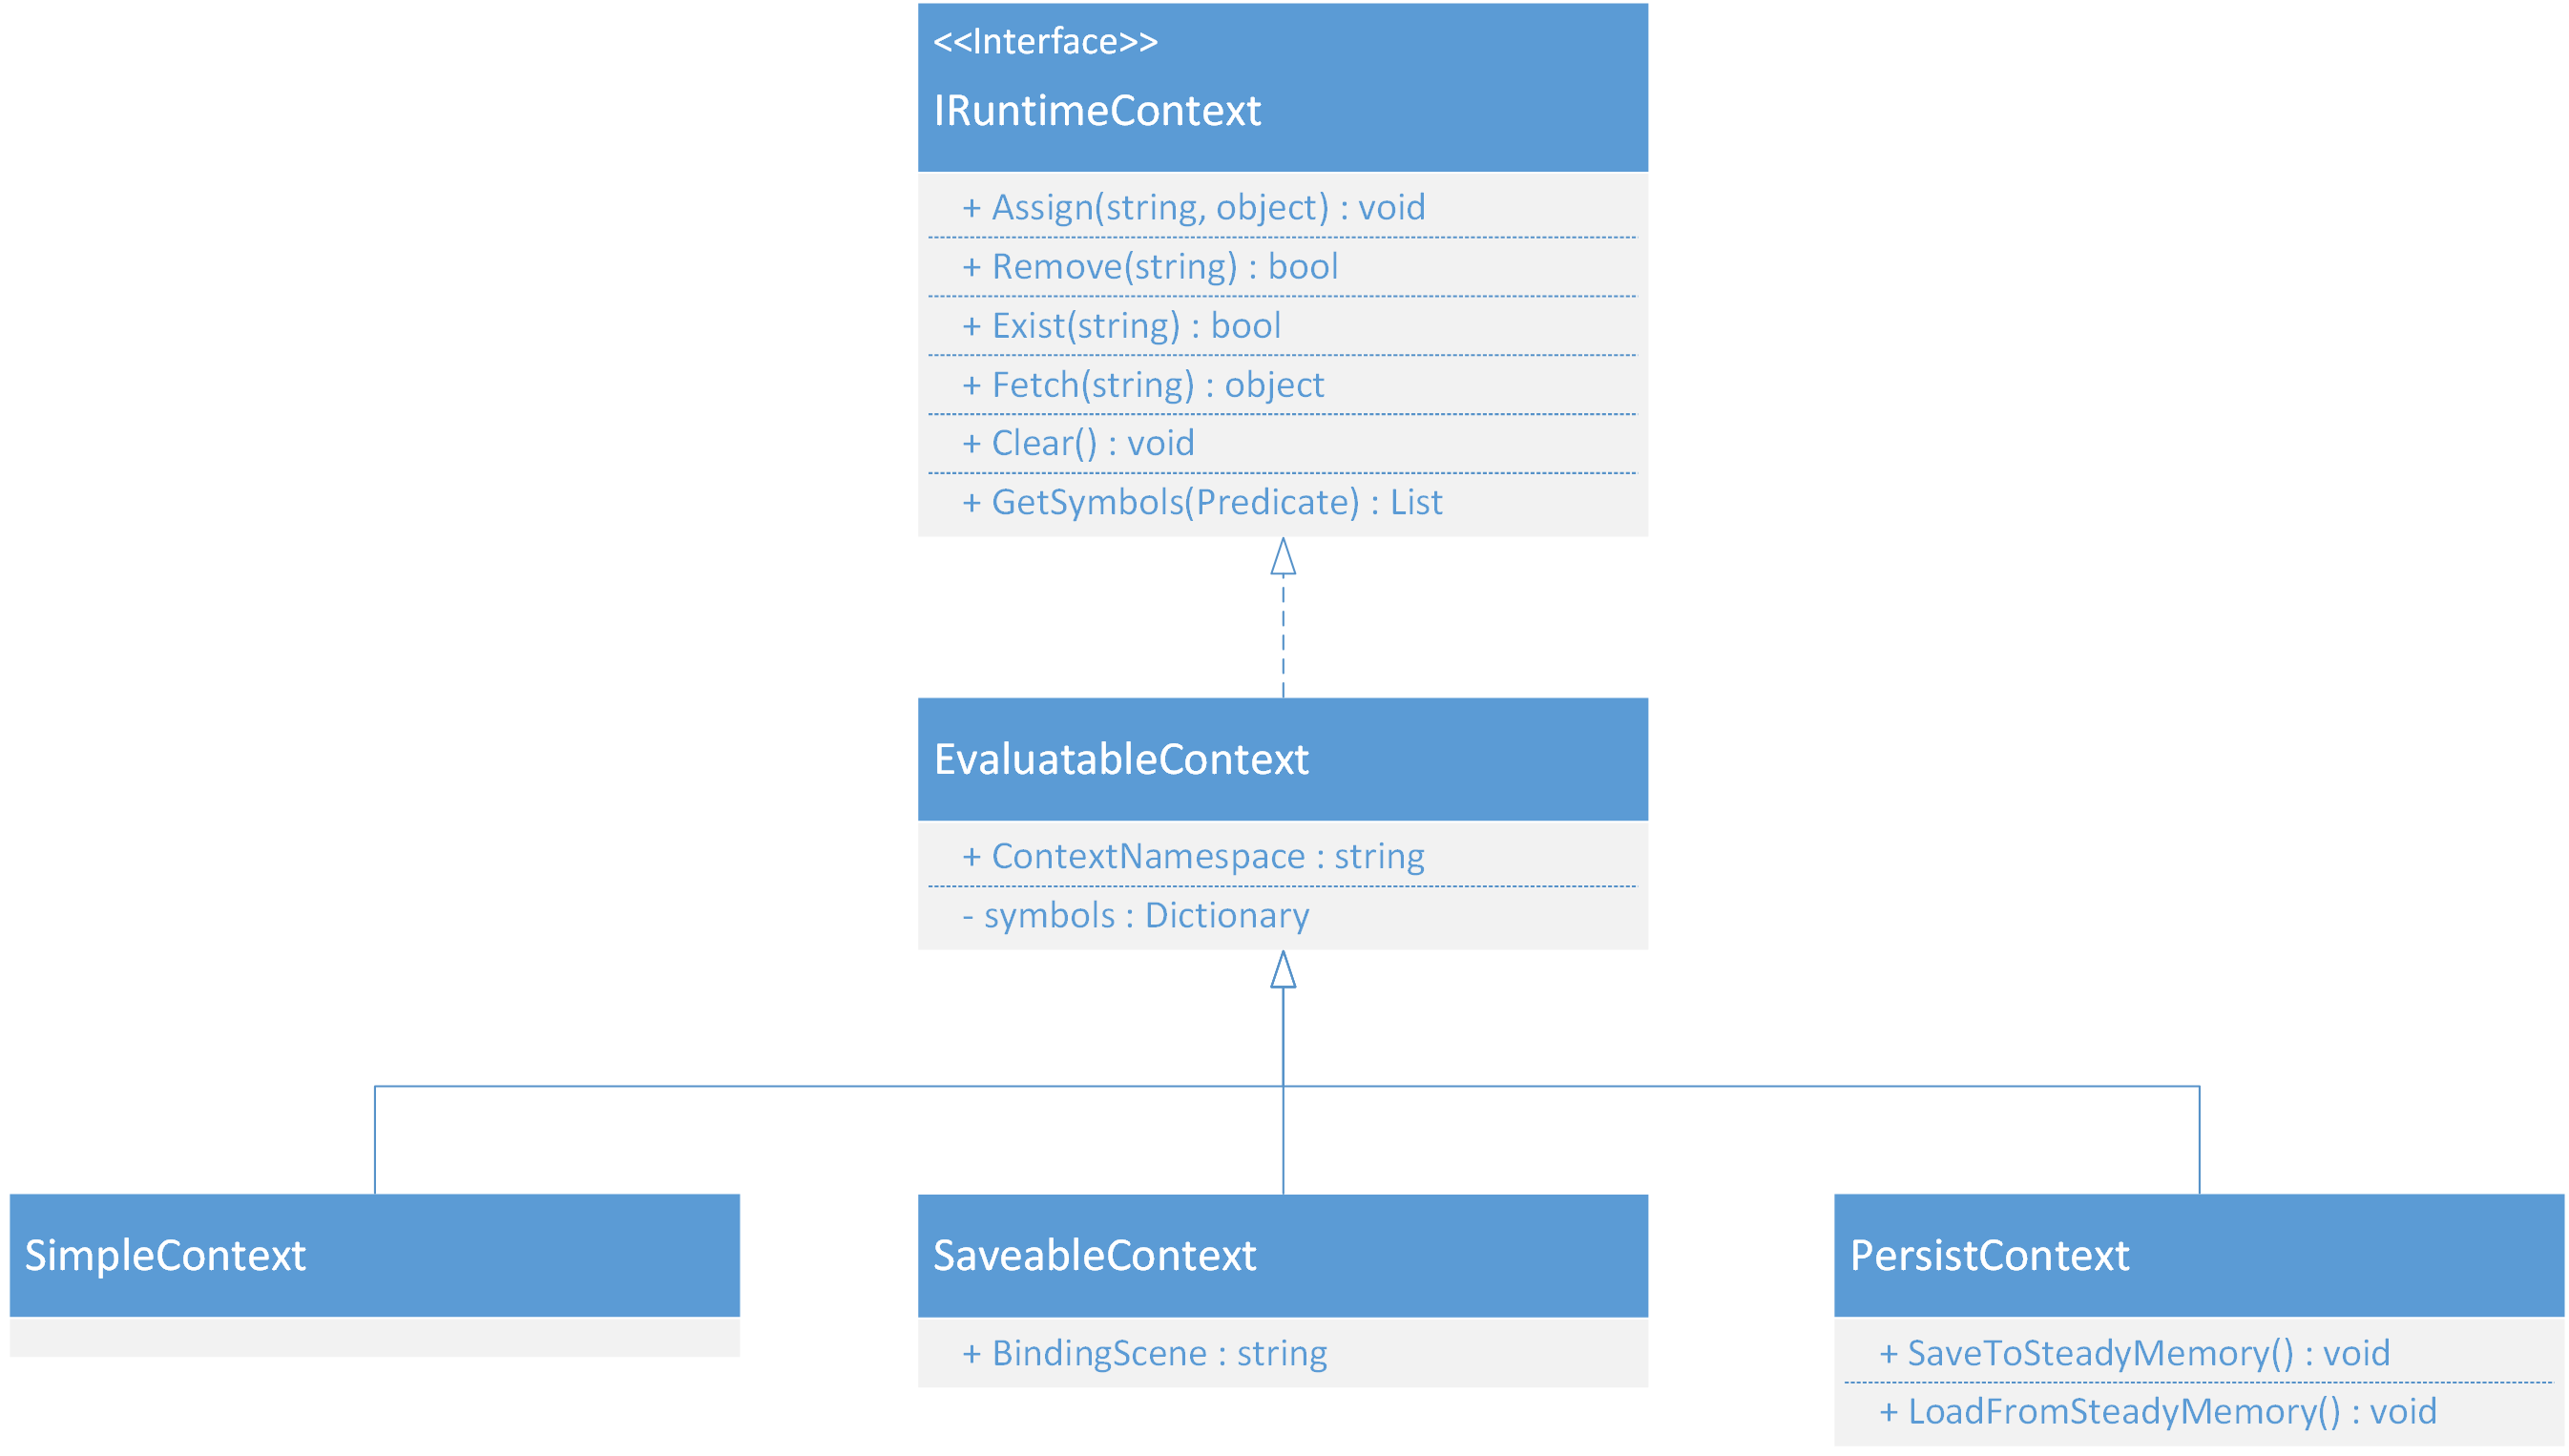 <<Interface>>
IRuntimeContext
+ Assign(string, object) : void
+ Remove(string) : bool
+ Exist(string) : bool
+ Fetch(string) : object
+ Clear() : void
+ GetSymbols(Predicate) : List
EvaluatableContext
+ ContextNamespace : string
- symbols : Dictionary
SimpleContext
SaveableContext
+ BindingScene : string
PersistContext
+ SaveToSteadyMemory() : void
+ LoadFromSteadyMemory() : void